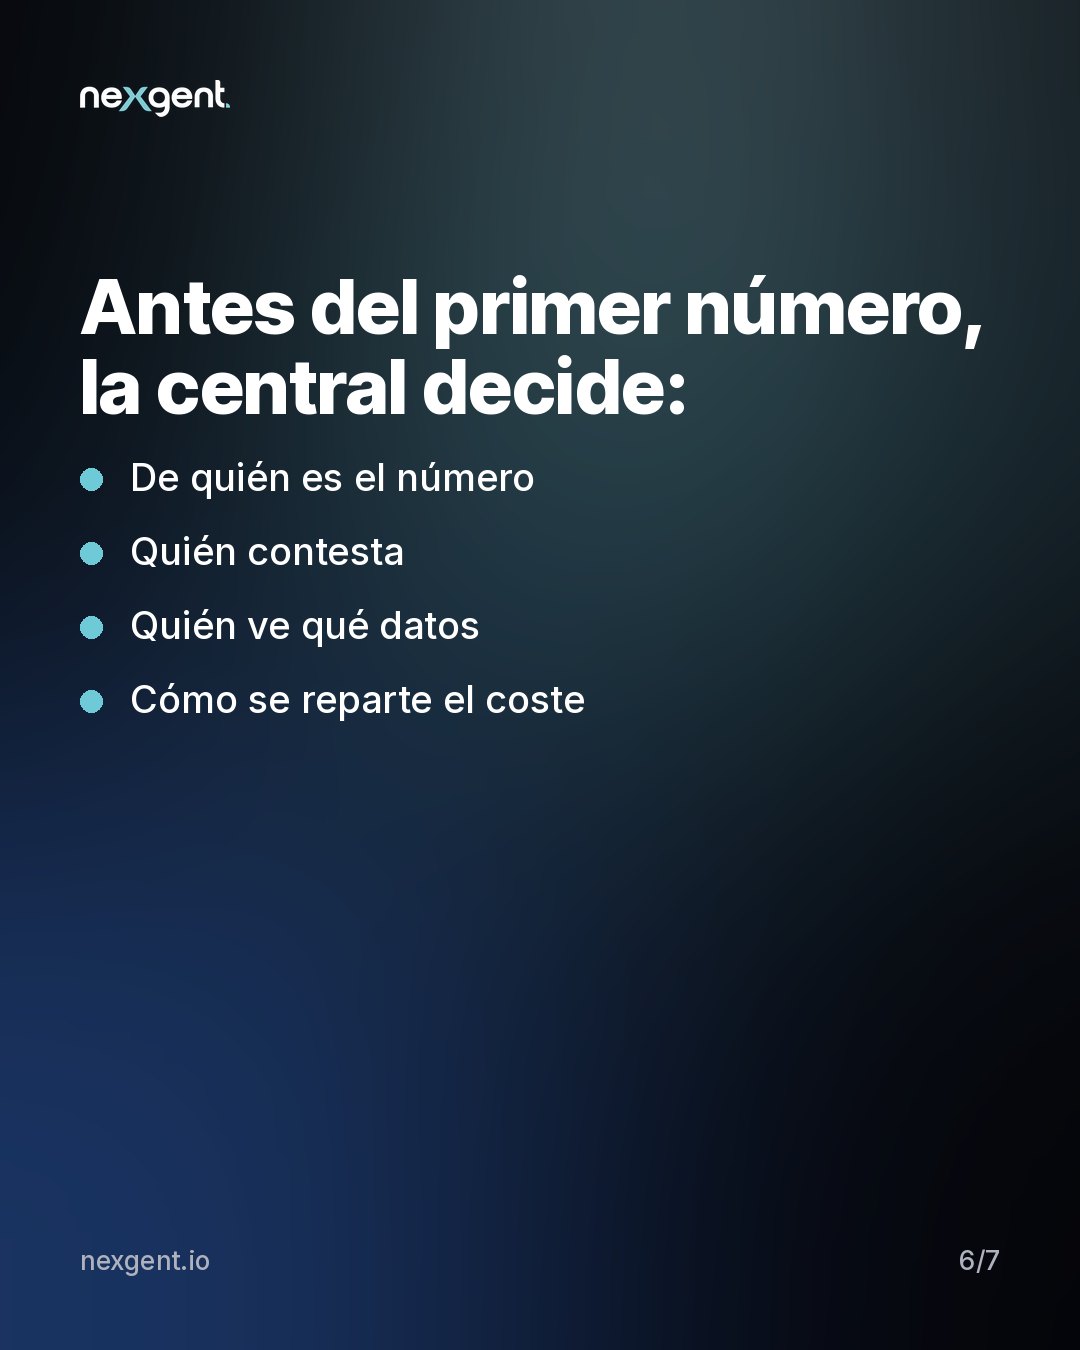 nexgent.
Antes del primer número,
la central decide:
De quién es el número
Quién contesta
Quién ve qué datos
Cómo se reparte el coste
nexgent.io
6/7